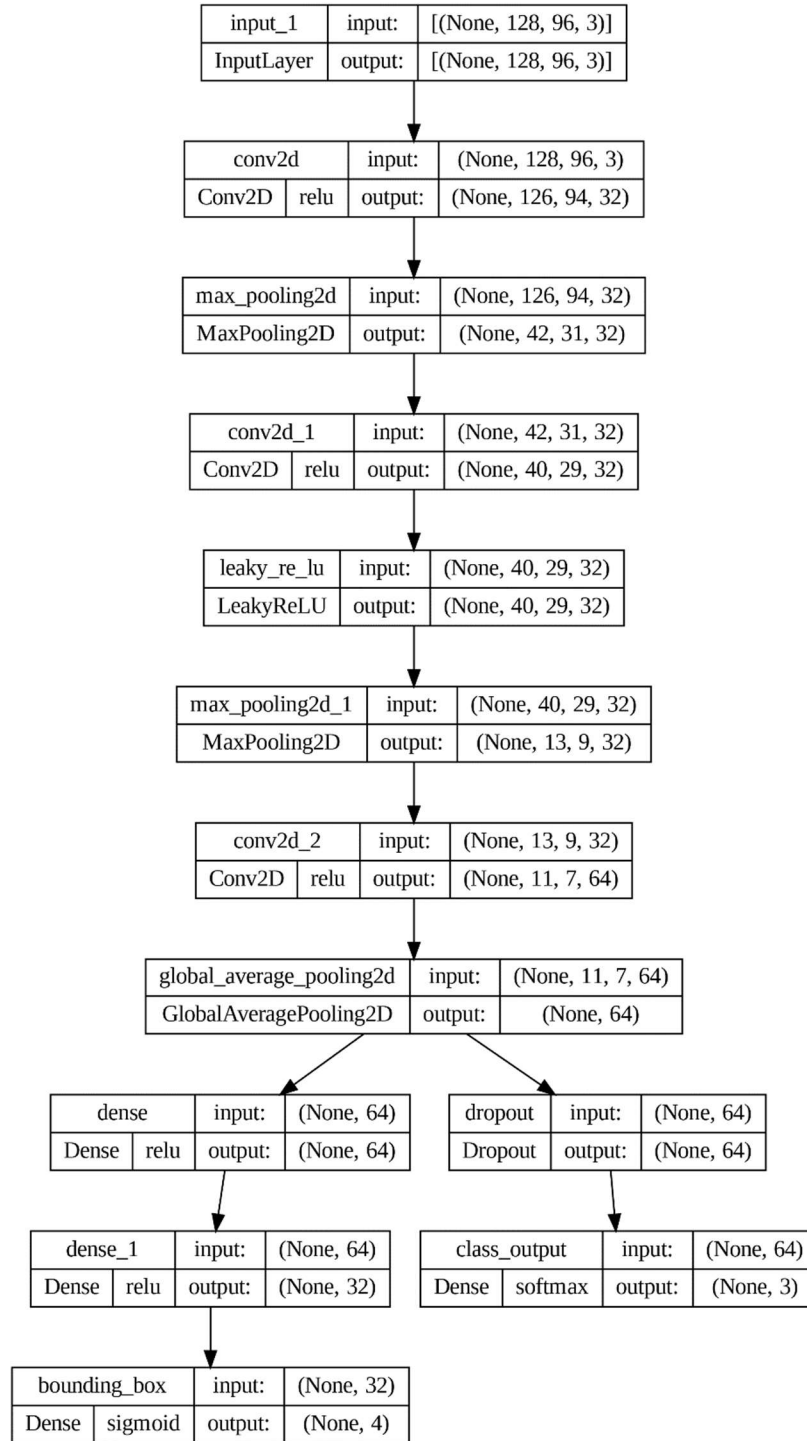 input_1 input: [(None, 128, 96, 3)]
InputLayer output: [(None, 128, 96, 3)]
conv2d input: (None, 128, 96, 3)
Conv2D relu output: (None, 126, 94, 32)
max_pooling2d input: (None, 126, 94, 32)
MaxPooling2D output: (None, 42, 31, 32)
conv2d_1 input: (None, 42, 31, 32)
Conv2D relu output: (None, 40, 29, 32)
leaky_re_lu input: (None, 40, 29, 32)
LeakyReLU output: (None, 40, 29, 32)
max_pooling2d_1 input: (None, 40, 29, 32)
MaxPooling2D output: (None, 13, 9, 32)
conv2d_2 input: (None, 13, 9, 32)
Conv2D relu output: (None, 11, 7, 64)
global_average_pooling2d input: (None, 11, 7, 64)
GlobalAveragePooling2D output: (None, 64)
dense input: (None, 64)
Dense relu output: (None, 64)
dropout input: (None, 64)
Dropout output: (None, 64)
dense_1 input: (None, 64)
Dense relu output: (None, 32)
class_output input: (None, 64)
Dense softmax output: (None, 3)
bounding_box input: (None, 32)
Dense sigmoid output: (None, 4)